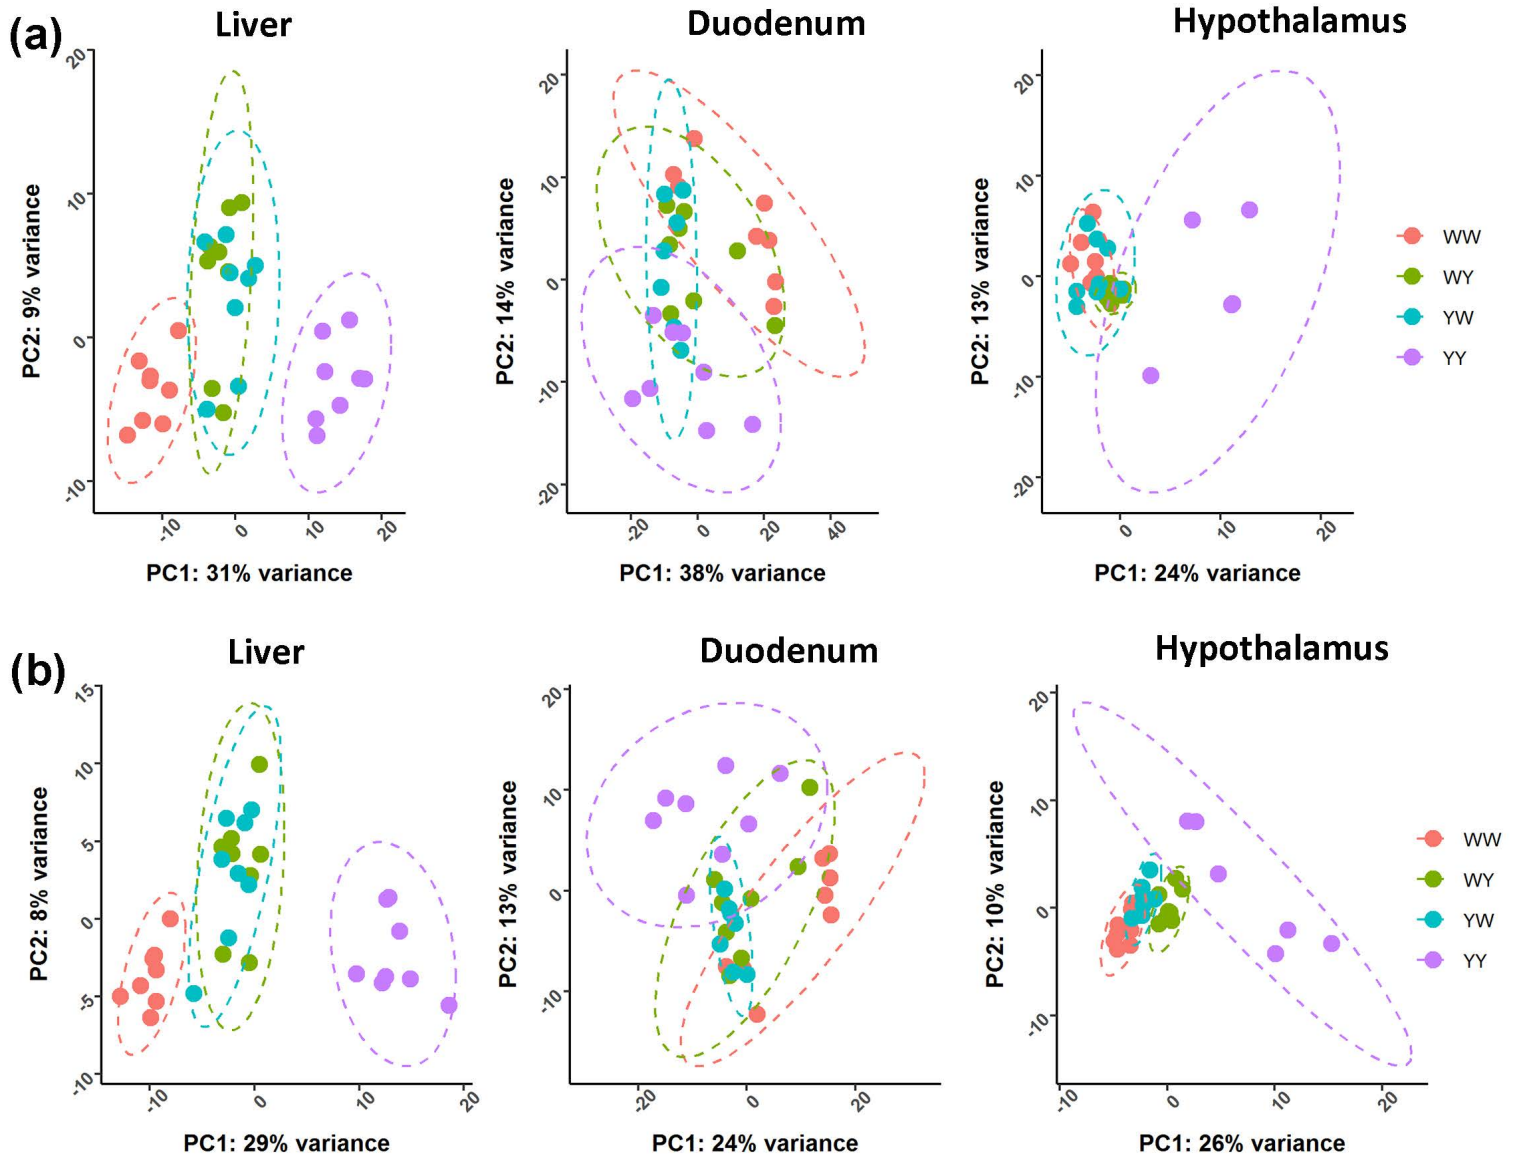 (a)
Liver
Duodenum
Hypothalamus
PC2: 9% variance
20
10
0
-10
-10
0
10
20
PC1: 31% variance
PC2: 14% variance
20
10
0
-10
-20
-20
0
20
40
PC1: 38% variance
PC2: 13% variance
20
10
0
-10
-20
0
10
20
PC1: 24% variance
WW
WY
YW
YY
(b)
Liver
Duodenum
Hypothalamus
PC2: 8% variance
15
10
5
0
-5
-10
-10
0
10
20
PC1: 29% variance
PC2: 13% variance
20
10
0
-10
-20
0
20
PC1: 24% variance
PC2: 10% variance
20
10
0
-10
-10
0
10
20
PC1: 26% variance
WW
WY
YW
YY